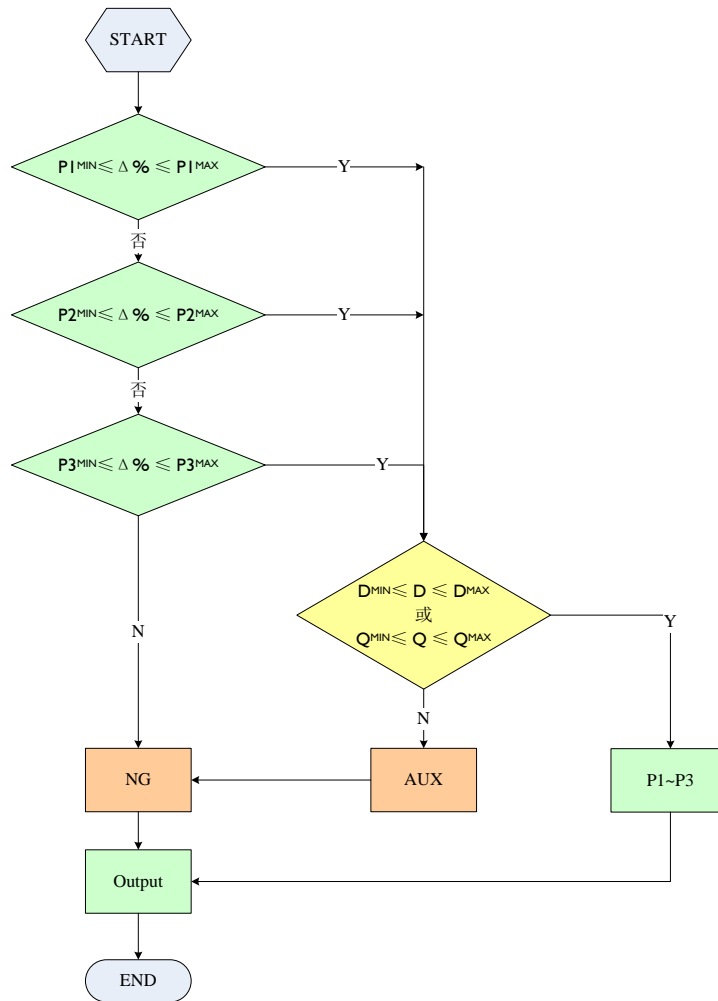 START
P1MIN≤ Δ % ≤ P1MAX
Y
否
P2MIN≤ Δ % ≤ P2MAX
Y
否
P3MIN≤ Δ % ≤ P3MAX
Y
DMIN≤ D ≤ DMAX
或
QMIN≤ Q ≤ QMAX
Y
N
N
NG
AUX
P1~P3
Output
END